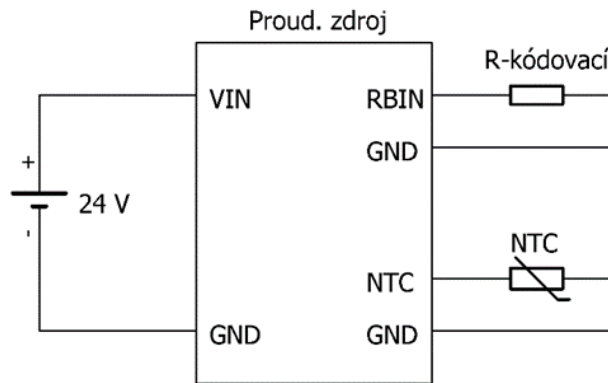 Proud. zdroj
R-kódovací
VIN
RBIN
GND
+
24 V
-
NTC
NTC
GND
GND